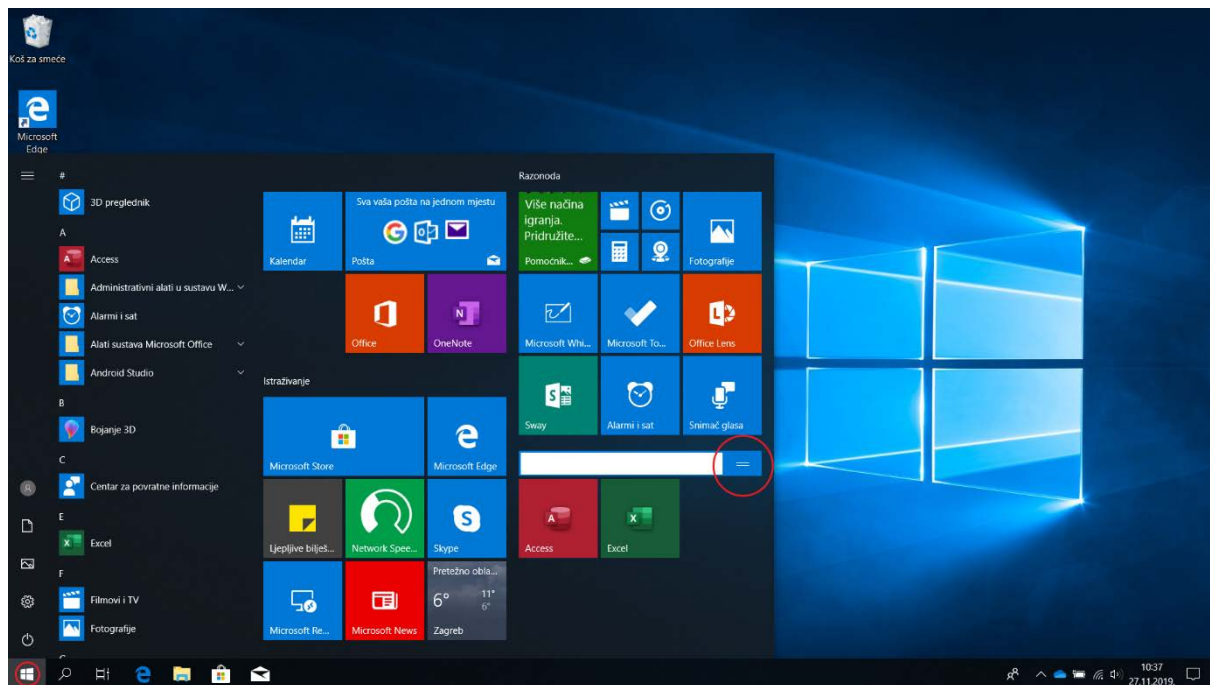 Koš za smeće
Microsoft
Edge
#
3D preglednik
A
Access
Administrativni alati u sustavu W...
Alarmi i sat
Alati sustava Microsoft Office
Android Studio
B
Bojanje 3D
C
Centar za povratne informacije
E
Excel
F
Filmovi i TV
Fotografije
Kalendar
Sva vaša pošta na jednom mjestu
Pošta
Office
OneNote
Istraživanje
Microsoft Store
Microsoft Edge
Ljepljive bilješ...
Network Spee...
Skype
Microsoft Re...
Microsoft News
Pretežno obla...
6° 11°
6°
Zagreb
Razonoda
Više načina
igranja.
Pridružite...
Pomoćnik...
Fotografije
Microsoft Whi...
Microsoft To...
Office Lens
Sway
Alarmi i sat
Snimač glasa
Access
Excel
10:37
27.11.2019.